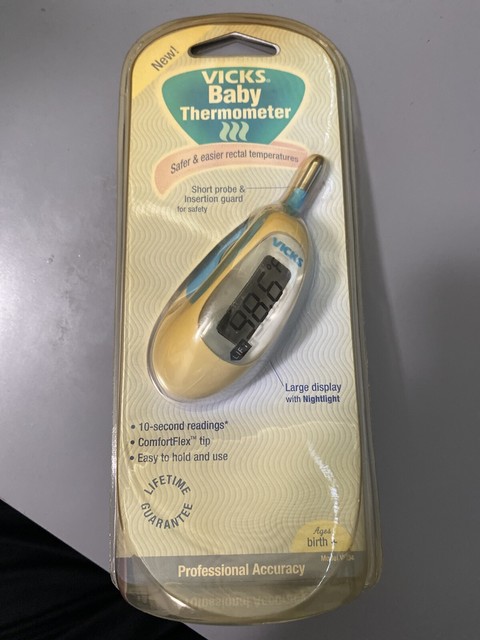 New!
VICKS®
Baby
Thermometer
Safer & easier rectal temperatures
Short probe &
Insertion guard
for safety
VICKS
98.6°F
Large display
with Nightlight
• 10-second readings*
• ComfortFlex™ tip
• Easy to hold and use
LIFETIME
GUARANTEE
Ages
birth +
Professional Accuracy